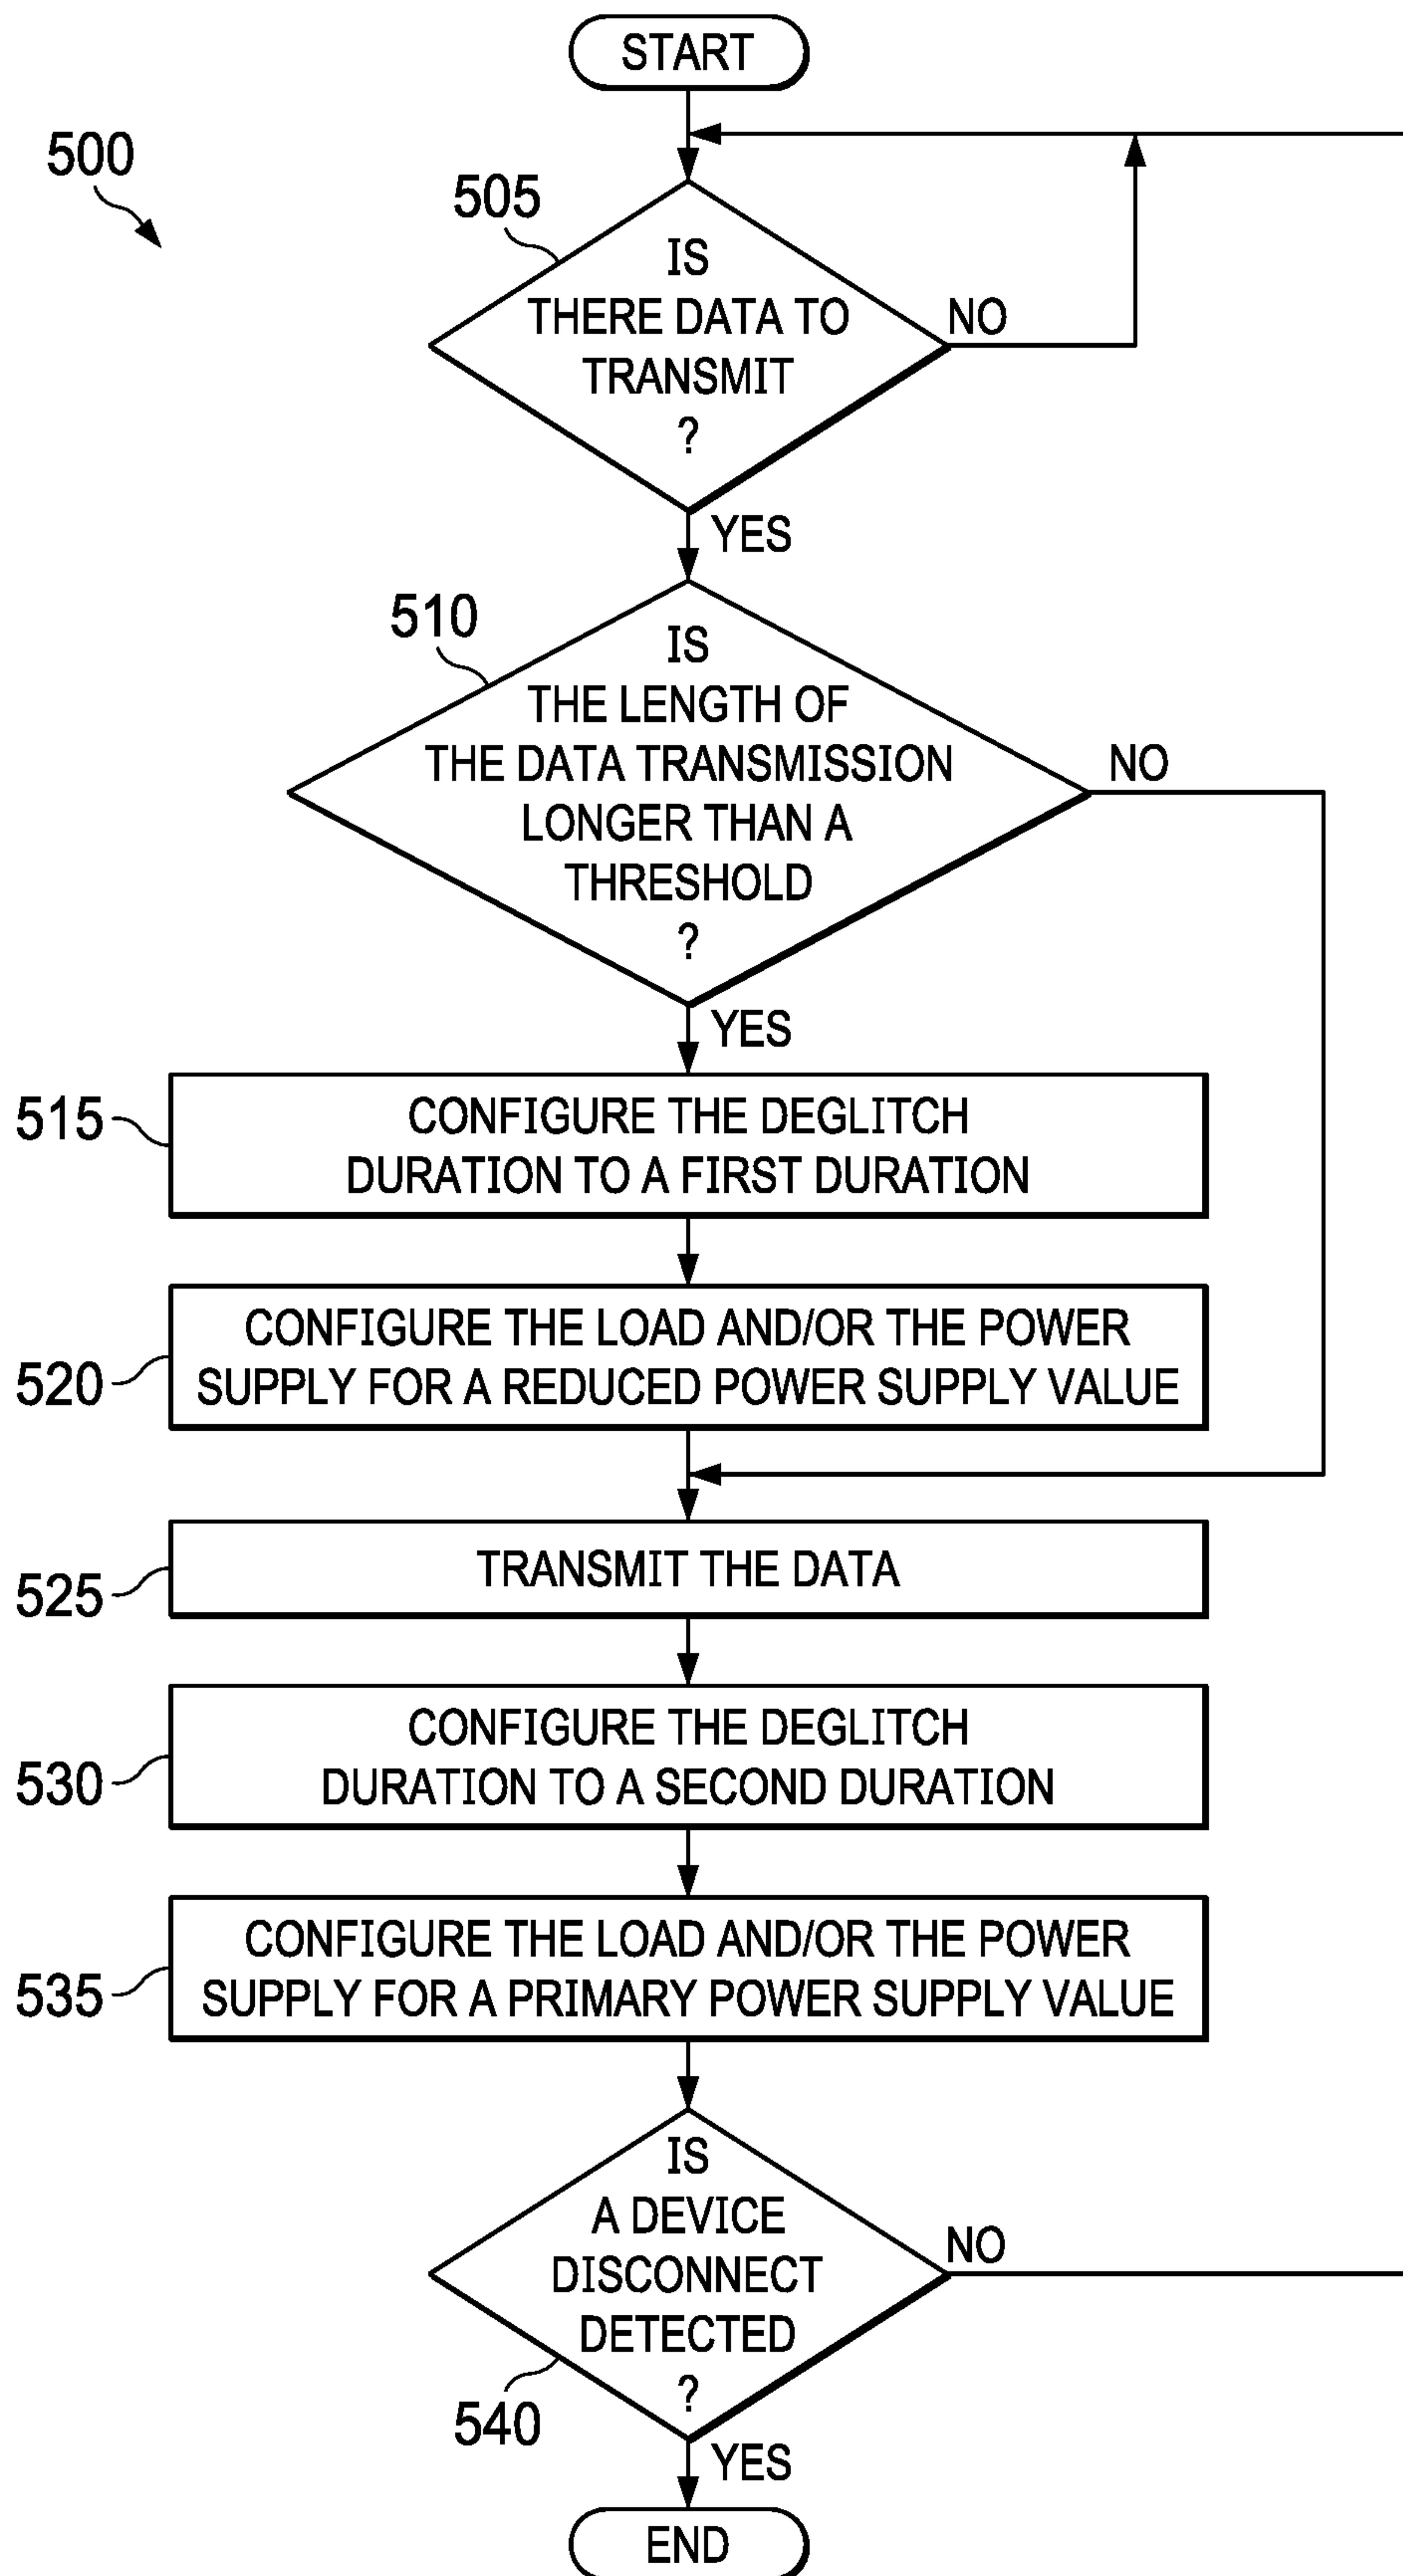 START
500
505
IS
THERE DATA TO
TRANSMIT
?
NO
YES
510
IS
THE LENGTH OF
THE DATA TRANSMISSION
LONGER THAN A
THRESHOLD
?
NO
YES
515
CONFIGURE THE DEGLITCH
DURATION TO A FIRST DURATION
520
CONFIGURE THE LOAD AND/OR THE POWER
SUPPLY FOR A REDUCED POWER SUPPLY VALUE
525
TRANSMIT THE DATA
530
CONFIGURE THE DEGLITCH
DURATION TO A SECOND DURATION
535
CONFIGURE THE LOAD AND/OR THE POWER
SUPPLY FOR A PRIMARY POWER SUPPLY VALUE
IS
A DEVICE
DISCONNECT
DETECTED
?
NO
540
YES
END